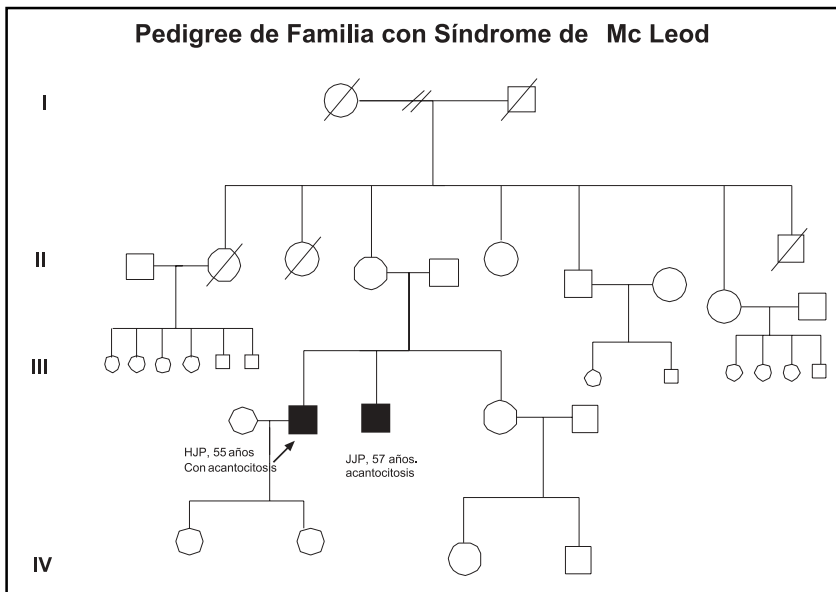 Pedigree de Familia con Síndrome de Mc Leod
I
II
III
HJP, 55 años
Con acantocitosis
JJP, 57 años.
acantocitosis
IV